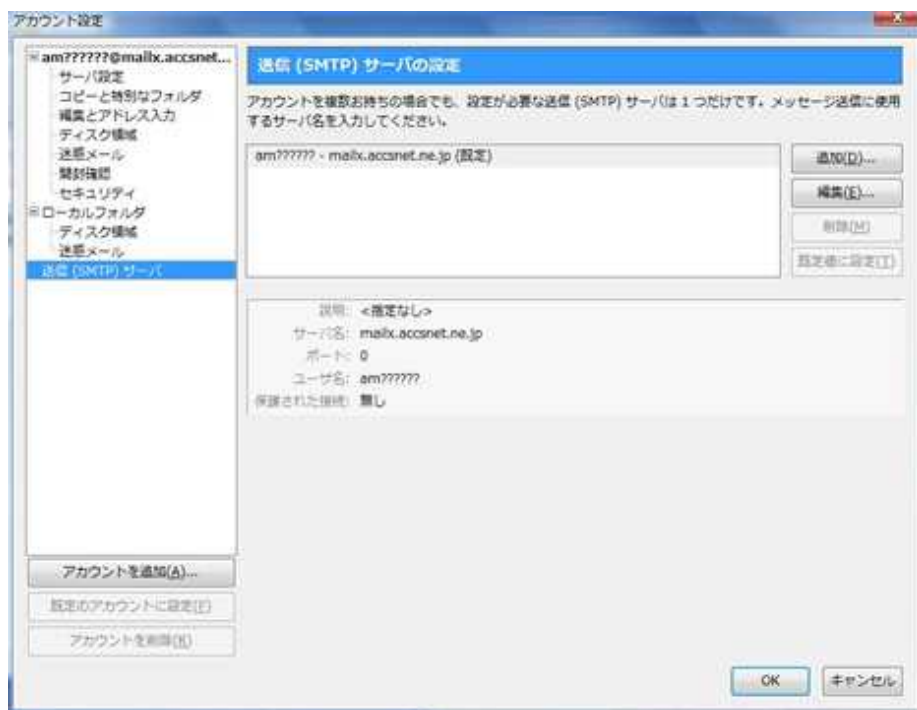 アカウント設定
am??????@mailx.accsnet...
サーバ設定
コピーと特別なフォルダ
編集とアドレス入力
ディスク領域
迷惑メール
開封確認
セキュリティ
ローカルフォルダ
ディスク領域
迷惑メール
送信 (SMTP) サーバ
アカウントを追加(A)...
既定のアカウントに設定(F)
アカウントを削除(R)
送信 (SMTP) サーバの設定
アカウントを複数お持ちの場合でも、設定が必要な送信 (SMTP) サーバは 1 つだけです。メッセージ送信に使用
するサーバ名を入力してください。
am?????? - mailx.accsnet.ne.jp (既定)
追加(D)...
編集(E)...
削除(M)
既定値に設定(T)
説明: <指定なし>
サーバ名: mailx.accsnet.ne.jp
ポート: 0
ユーザ名: am??????
保護された接続: 無し
OK
キャンセル